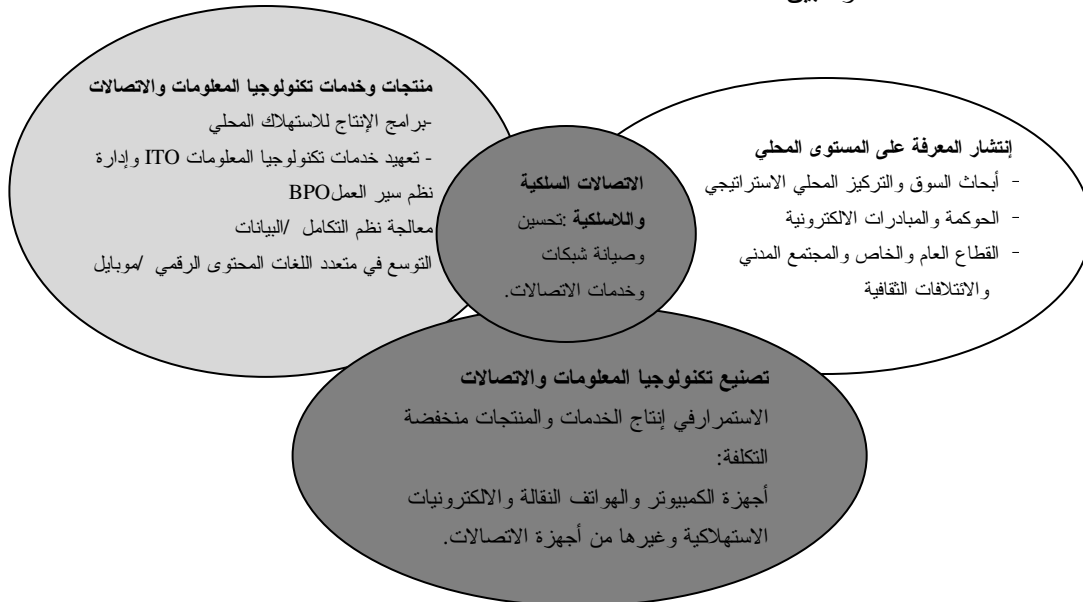 منتجات وخدمات تكنولوجيا المعلومات والاتصالات
-برامج الإنتاج للاستهلاك المحلي
- تعهيد خدمات تكنولوجيا المعلومات ITO وإدارة
نظم سير العملBPO
معالجة نظم التكامل /البيانات
التوسع في متعدد اللغات المحتوى الرقمي /موبايل
إنتشار المعرفة على المستوى المحلي
- أبحاث السوق والتركيز المحلي الاستراتيجي
- الحوكمة والمبادرات الالكترونية
- القطاع العام والخاص والمجتمع المدني
والائتلافات الثقافية
الاتصالات السلكية
واللاسلكية :تحسين
وصيانة شبكات
وخدمات الاتصالات.
تصنيع تكنولوجيا المعلومات والاتصالات
الاستمرارفي إنتاج الخدمات والمنتجات منخفضة
التكلفة:
أجهزة الكمبيوتر والهواتف النقالة والالكترونيات
الاستهلاكية وغيرها من أجهزة الاتصالات.